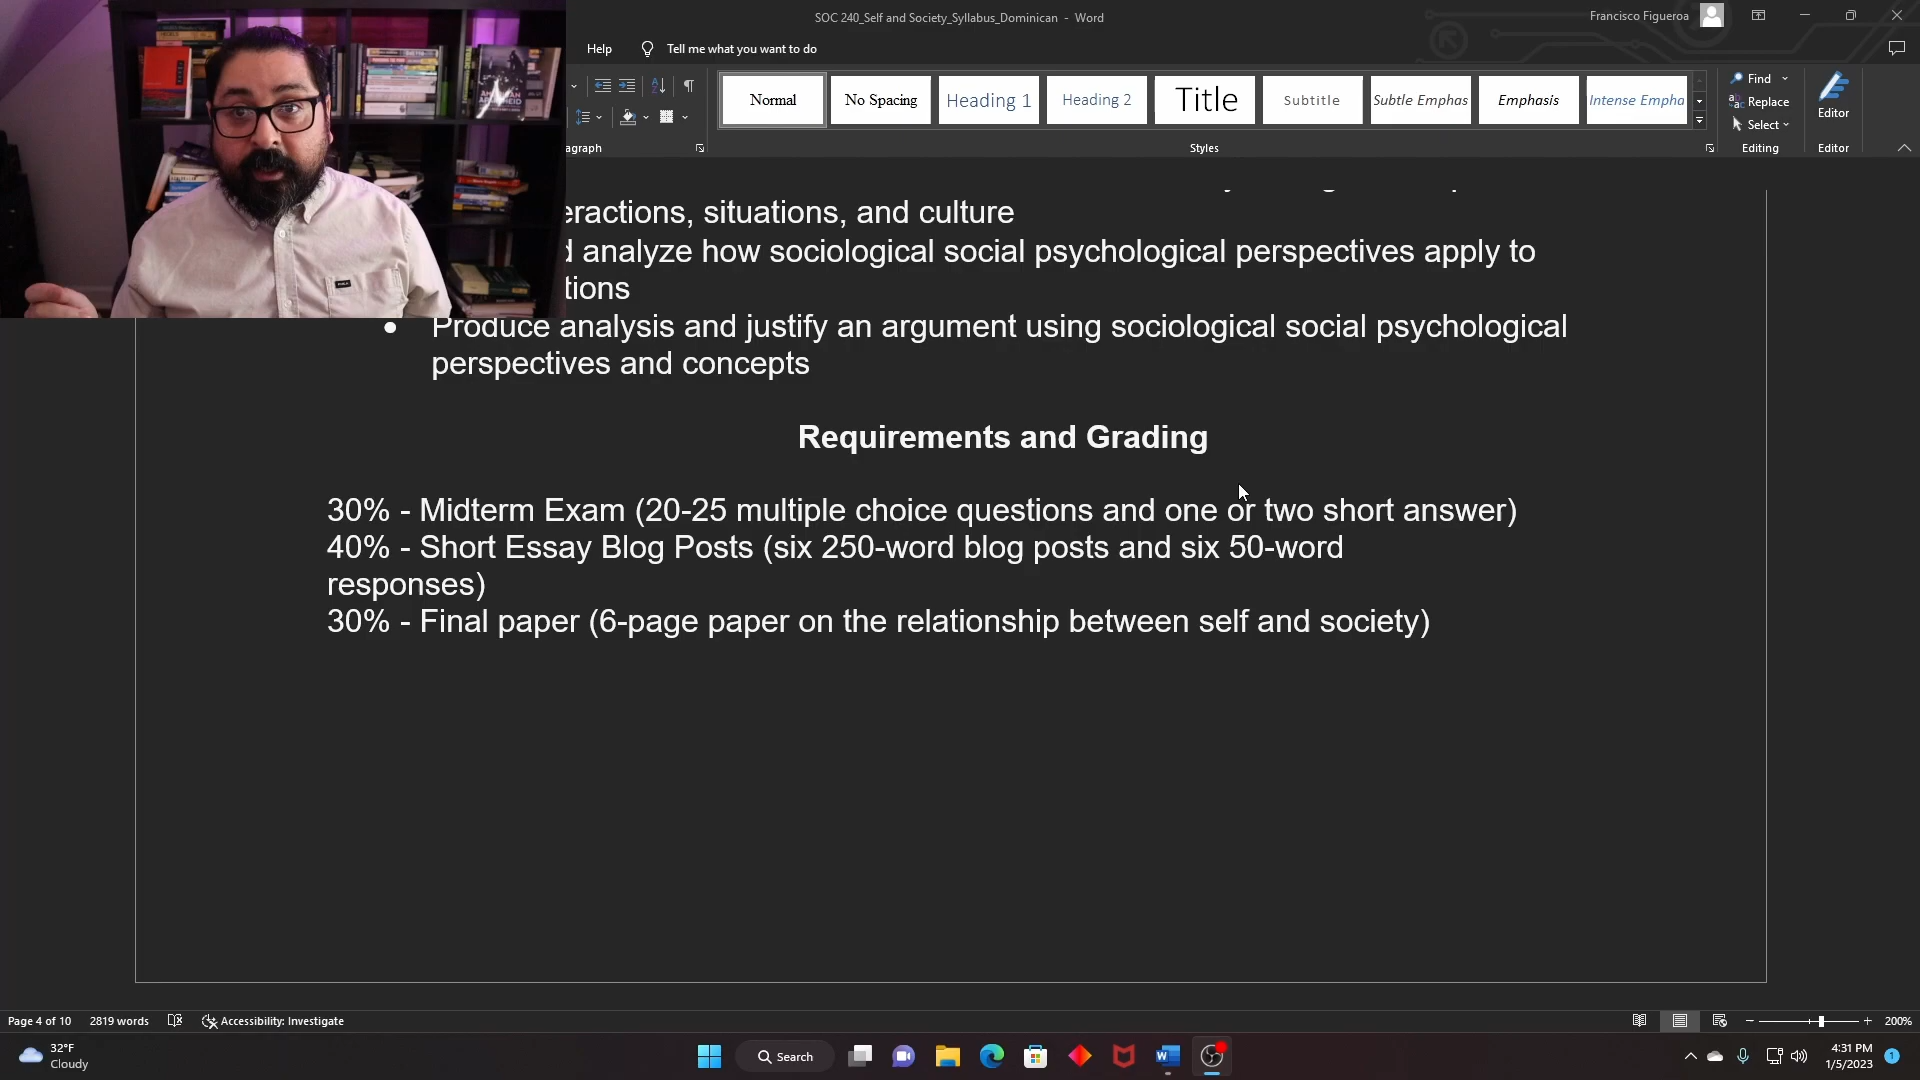 SOC 240_Self and Society_Syllabus_Dominican - Word
Francisco Figueroa
Help
Tell me what you want to do
Normal
No Spacing
Heading 1
Heading 2
Title
Subtitle
Subtle Emphas
Emphasis
Intense Empha
Find
Replace
Select
Editor
agraph
Styles
Editing
Editor
eractions, situations, and culture
d analyze how sociological social psychological perspectives apply to
tions
• Produce analysis and justify an argument using sociological social psychological
perspectives and concepts
Requirements and Grading
30% - Midterm Exam (20-25 multiple choice questions and one or two short answer)
40% - Short Essay Blog Posts (six 250-word blog posts and six 50-word
responses)
30% - Final paper (6-page paper on the relationship between self and society)
Page 4 of 10
2819 words
Accessibility: Investigate
200%
32°F
Cloudy
Search
4:31 PM
1/5/2023
1